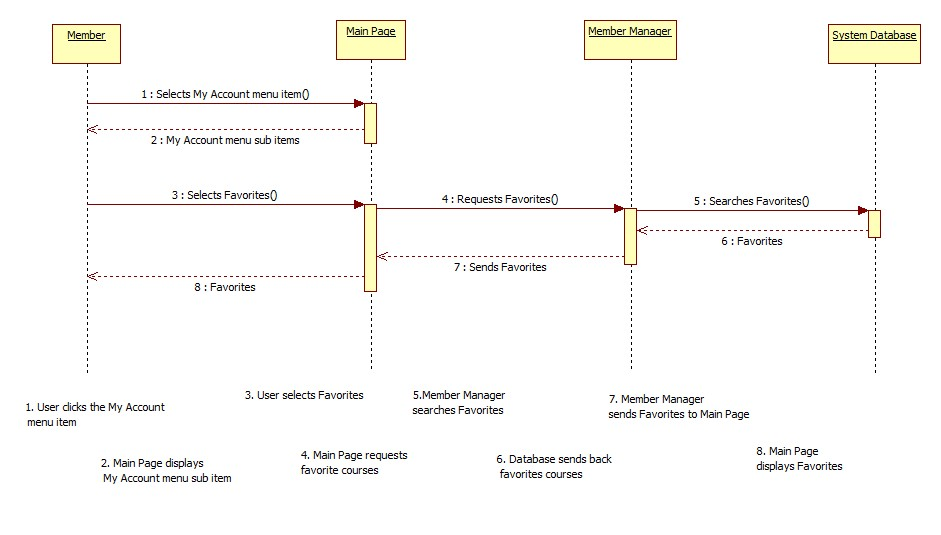 Member
Main Page
Member Manager
System Database
1 : Selects My Account menu item()
2 : My Account menu sub items
3 : Selects Favorites()
4 : Requests Favorites()
5 : Searches Favorites()
6 : Favorites
7 : Sends Favorites
8 : Favorites
1. User clicks the My Account
menu item
2. Main Page displays
My Account menu sub item
3. User selects Favorites
4. Main Page requests
favorite courses
5.Member Manager
searches Favorites
6. Database sends back
favorites courses
7. Member Manager
sends Favorites to Main Page
8. Main Page
displays Favorites